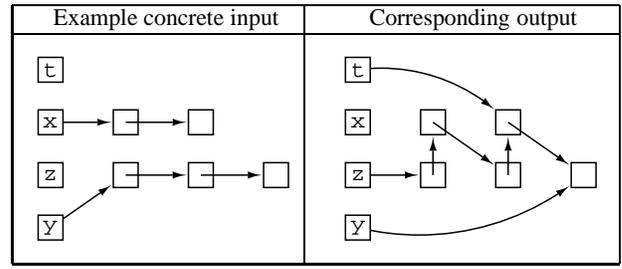 Example concrete input
Corresponding output
t
t
x
x
z
z
y
y